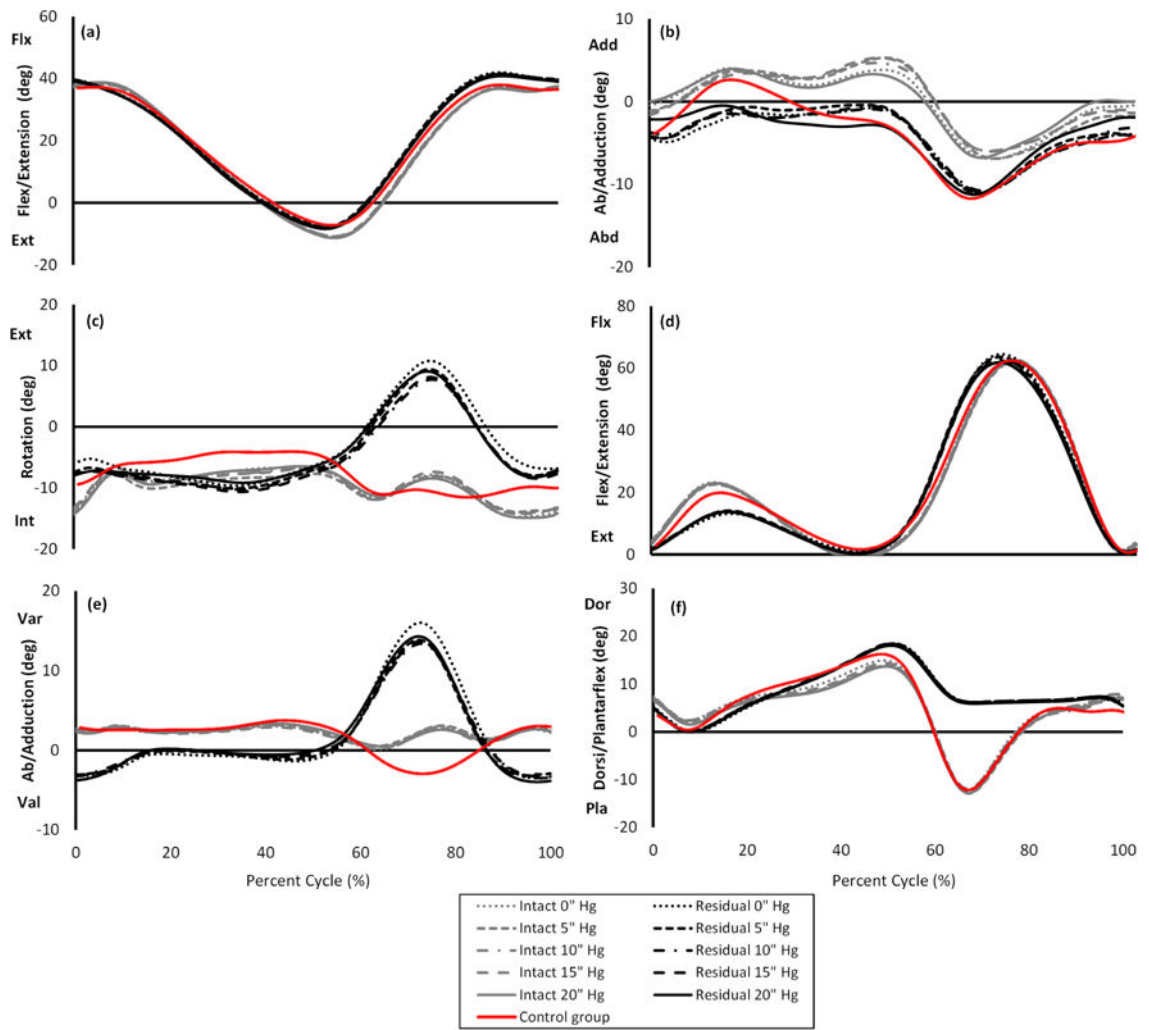 (a)
Flx
Flex/Extension (deg)
Ext
60
40
20
0
-20
(b)
Add
Ab/Adduction (deg)
Abd
10
0
-10
-20
(c)
Ext
Rotation (deg)
Int
20
10
0
-10
-20
(d)
Flx
Flex/Extension (deg)
Ext
80
60
40
20
0
(e)
Var
Ab/Adduction (deg)
Val
20
10
0
-10
0 20 40 60 80 100
Percent Cycle (%)
(f)
Dor
Dorsi/Plantarflex (deg)
Pla
30
20
10
0
-10
-20
0 20 40 60 80 100
Percent Cycle (%)
Intact 0" Hg Residual 0" Hg
Intact 5" Hg Residual 5" Hg
Intact 10" Hg Residual 10" Hg
Intact 15" Hg Residual 15" Hg
Intact 20" Hg Residual 20" Hg
Control group